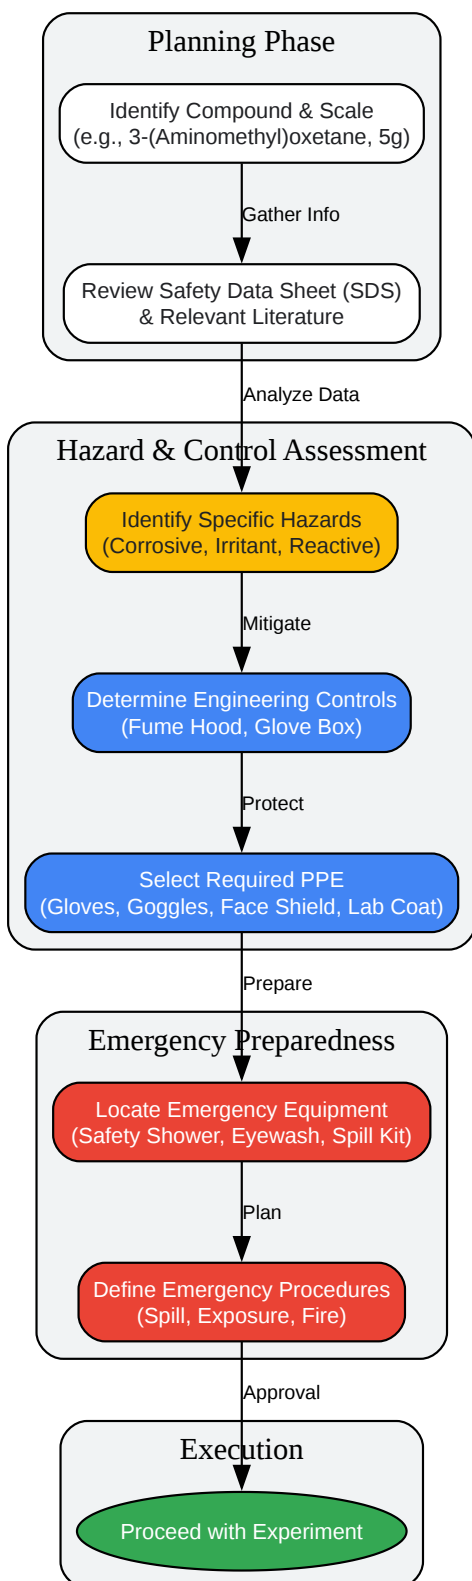 Planning Phase
Identify Compound & Scale
(e.g., 3-(Aminomethyl)oxetane, 5g)
Gather Info
Review Safety Data Sheet (SDS)
& Relevant Literature
Analyze Data
Hazard & Control Assessment
Identify Specific Hazards
(Corrosive, Irritant, Reactive)
Mitigate
Determine Engineering Controls
(Fume Hood, Glove Box)
Protect
Select Required PPE
(Gloves, Goggles, Face Shield, Lab Coat)
Prepare
Emergency Preparedness
Locate Emergency Equipment
(Safety Shower, Eyewash, Spill Kit)
Plan
Define Emergency Procedures
(Spill, Exposure, Fire)
Approval
Execution
Proceed with Experiment